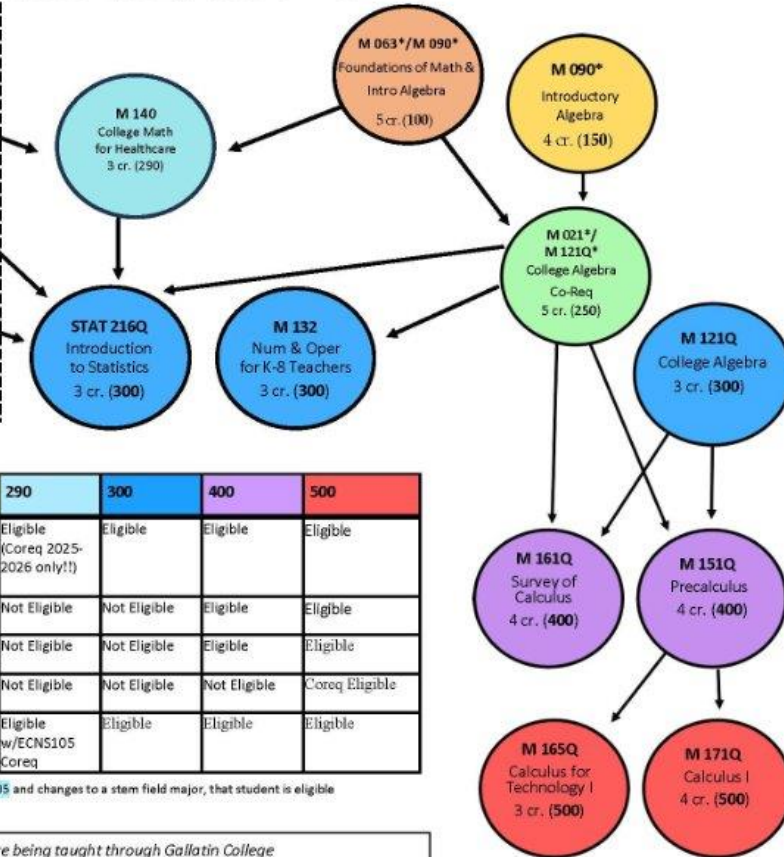 M 063*/M 090*
Foundations of Math &
Intro Algebra
5 cr. (100)
M 090*
Introductory
Algebra
4 cr. (150)
M 140
College Math
for Healthcare
3 cr. (290)
M 021*/
M 121Q*
College Algebra
Co-Req
5 cr. (250)
STAT 216Q
Introduction
to Statistics
3 cr. (300)
M 132
Num & Oper
for K-8 Teachers
3 cr. (300)
M 121Q
College Algebra
3 cr. (300)
M 161Q
Survey of
Calculus
4 cr. (400)
M 151Q
Precalculus
4 cr. (400)
M 165Q
Calculus for
Technology I
3 cr. (500)
M 171Q
Calculus I
4 cr. (500)
290 300 400 500
Eligible Eligible Eligible Eligible
(Coreq 2025-
2026 only!!)
Not Eligible Not Eligible Eligible Eligible
Not Eligible Not Eligible Eligible Eligible
Not Eligible Not Eligible Not Eligible Coreq Eligible
Eligible Eligible Eligible Eligible
w/ECNS105
Coreq
and changes to a stem field major, that student is eligible
being taught through Gallatin College